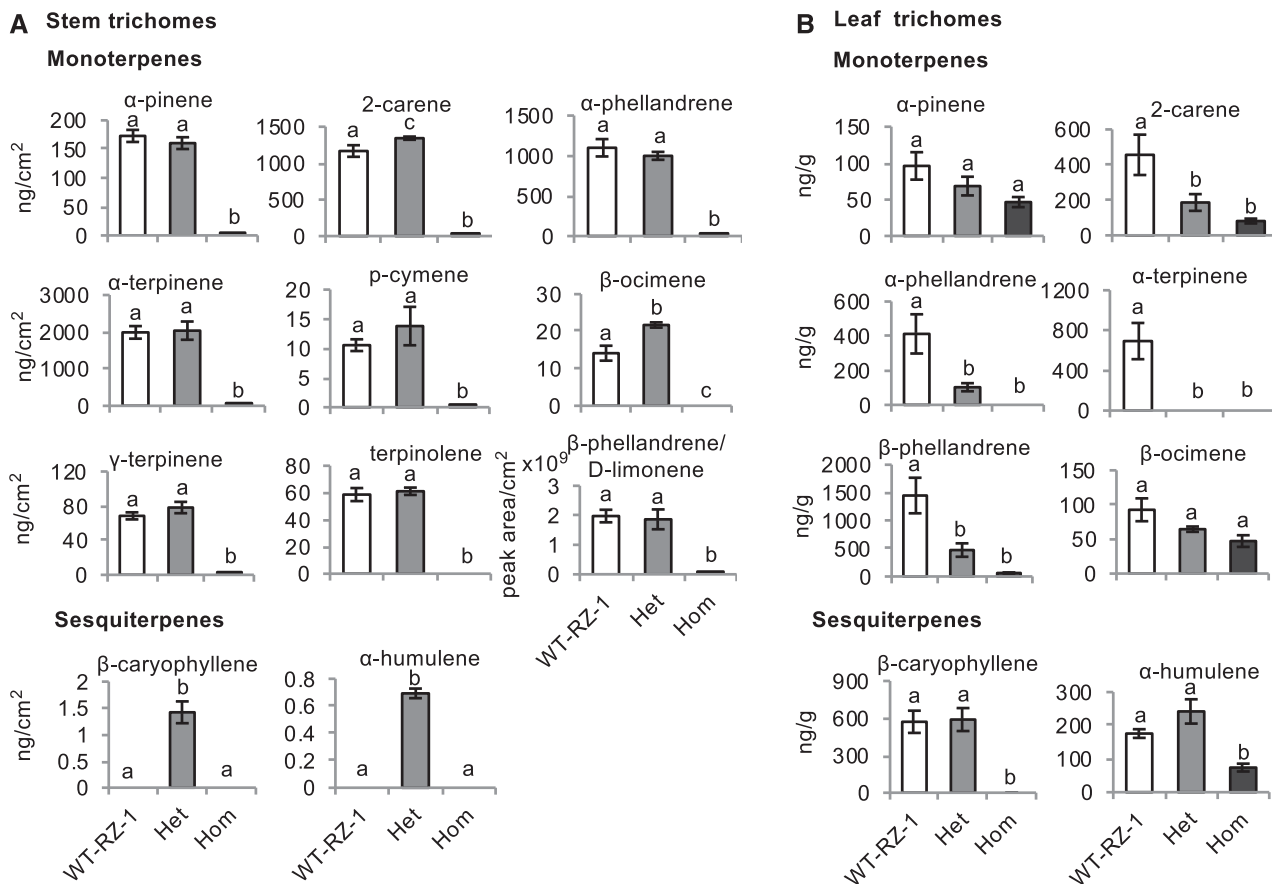 A Stem trichomes
Monoterpenes
α-pinene
ng/cm²
200
150
100
50
0
a
a
b
2-carene
1500
1000
500
0
a
c
b
α-phellandrene
1500
1000
500
0
a
a
b
α-terpinene
ng/cm²
3000
2000
1000
0
a
a
b
p-cymene
20
15
10
5
0
a
a
b
β-ocimene
30
20
10
0
a
b
c
γ-terpinene
ng/cm²
120
80
40
0
a
a
b
terpinolene
80
60
40
20
0
a
a
b
β-phellandrene/
D-limonene
peak area/cm²
x10⁹
4
3
2
1
0
a
a
b
WT-RZ-1
Het
Hom
Sesquiterpenes
β-caryophyllene
ng/cm²
2
1.5
1
0.5
0
a
b
a
WT-RZ-1
Het
Hom
α-humulene
0.8
0.6
0.4
0.2
0
a
b
a
WT-RZ-1
Het
Hom
B Leaf trichomes
Monoterpenes
α-pinene
ng/g
150
100
50
0
a
a
a
2-carene
600
400
200
0
a
b
b
α-phellandrene
ng/g
600
400
200
0
a
b
b
α-terpinene
1200
800
400
0
a
b
b
β-phellandrene
ng/g
2000
1500
1000
500
0
a
b
b
β-ocimene
150
100
50
0
a
a
a
Sesquiterpenes
β-caryophyllene
ng/g
900
600
300
0
a
a
b
WT-RZ-1
Het
Hom
α-humulene
300
200
100
0
a
a
b
WT-RZ-1
Het
Hom